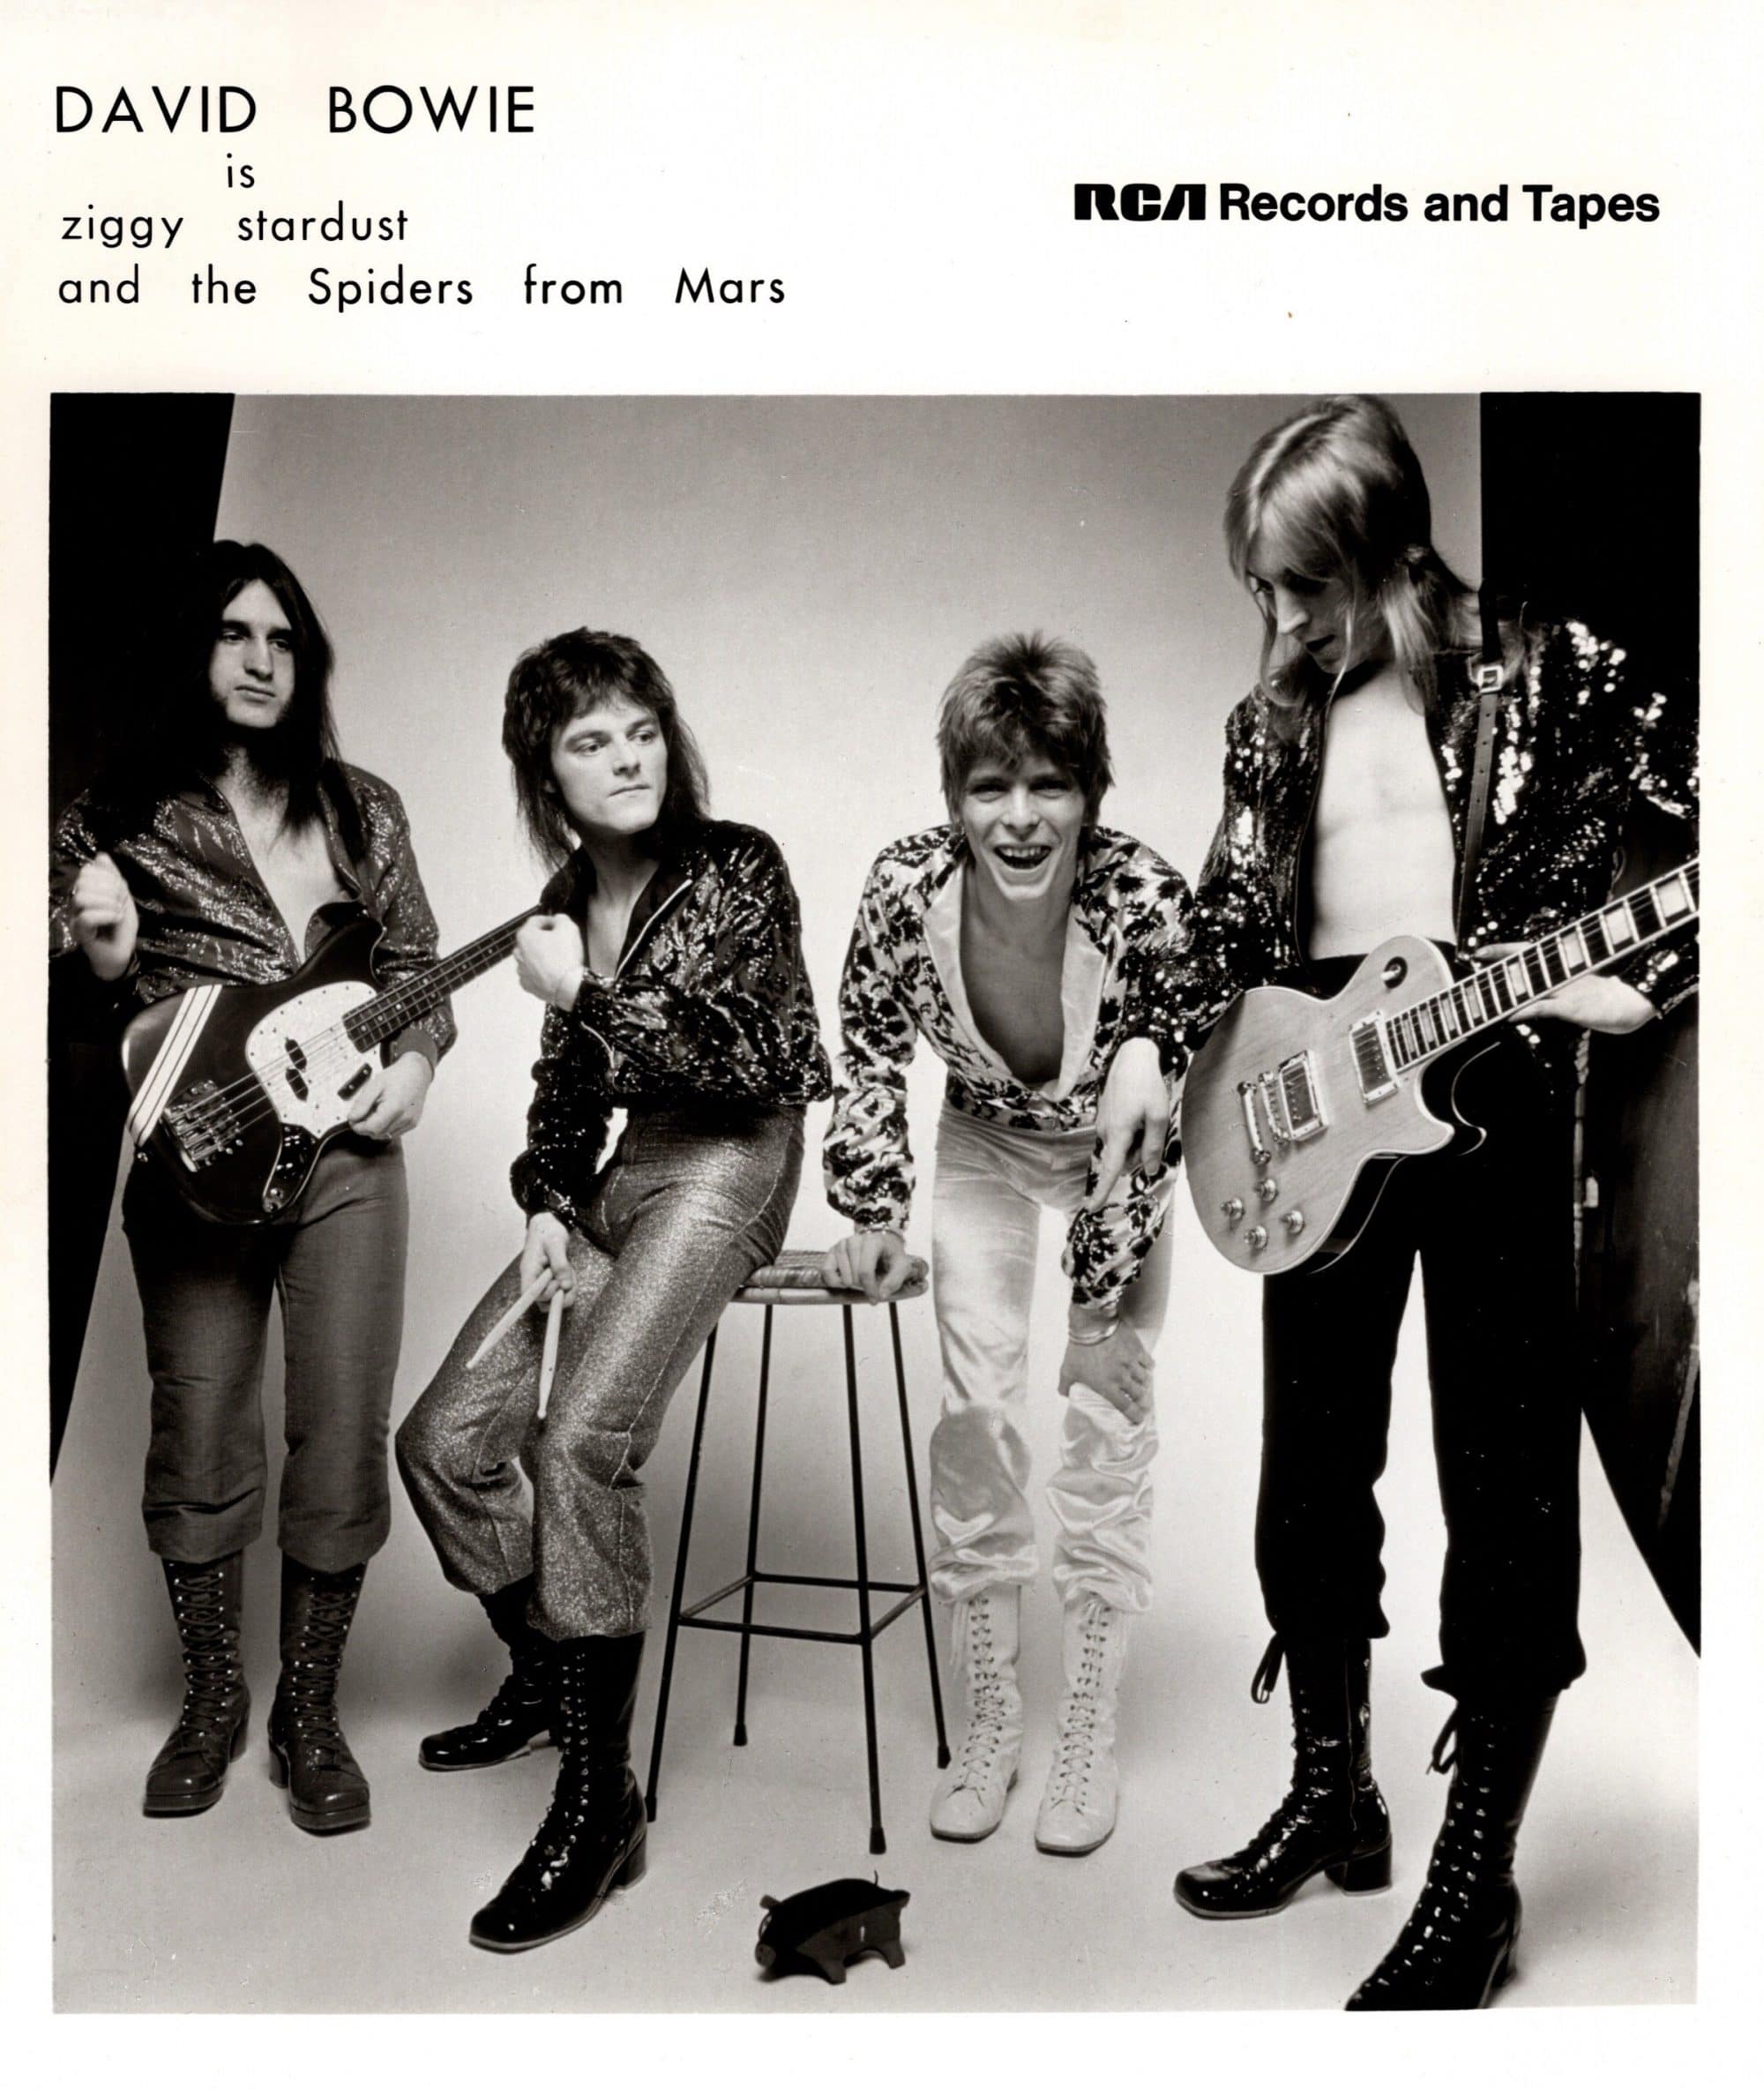 DAVID BOWIE
is
ziggy stardust
and the Spiders from Mars
RCA Records and Tapes